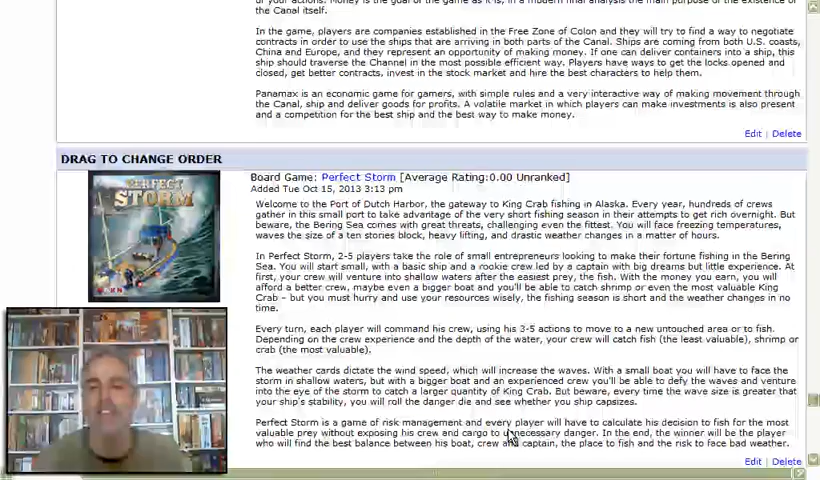 the Canal itself.
In the game, players are companies established in the Free Zone of Colon and they will try to find a way to negotiate
contracts in order to use the ships that are arriving in both parts of the Canal. Ships are coming from both U.S. coasts,
China and Europe, and they represent an opportunity of making money. If one can deliver containers into a ship, this
ship should traverse the Channel in the most possible efficient way. Players have ways to get the locks opened and
closed, get better contracts, invest in the stock market and hire the best characters to help them.
Panamax is an economic game for gamers, with simple rules and a very interactive way of making movement through
the Canal, ship and deliver goods for profits. A volatile market in which players can make investments is also present
and a competition for the best ship and the best way to make money.
Edit | Delete
DRAG TO CHANGE ORDER
Board Game: Perfect Storm [Average Rating:0.00 Unranked]
Added Tue Oct 15, 2013 3:13 pm
PERFECT
STORM
Welcome to the Port of Dutch Harbor, the gateway to King Crab fishing in Alaska. Every year, hundreds of crews
gather in this small port to take advantage of the very short fishing season in their attempts to get rich overnight. But
beware, the Bering Sea comes with great threats, challenging even the fittest. You will face freezing temperatures,
waves the size of a ten stories block, heavy lifting, and drastic weather changes in a matter of hours.
In Perfect Storm, 2-5 players take the role of small entrepreneurs looking to make their fortune fishing in the Bering
Sea. You will start small, with a basic ship and a rookie crew led by a captain with big dreams but little experience. At
first, your crew will venture into shallow waters after the easiest prey, the fish. With the money you earn, you will
afford a better crew, maybe even a bigger boat and you'll be able to catch shrimp or even the most valuable King
Crab – but you must hurry and use your resources wisely, the fishing season is short and the weather changes in no
time.
Every turn, each player will command his crew, using his 3-5 actions to move to a new untouched area or to fish.
Depending on the crew experience and the depth of the water, your crew will catch fish (the least valuable), shrimp or
crab (the most valuable).
The weather cards dictate the wind speed, which will increase the waves. With a small boat you will have to face the
storm in shallow waters, but with a bigger boat and an experienced crew you'll be able to defy the waves and venture
into the eye of the storm to catch a larger quantity of King Crab. But beware, every time the wave size is greater that
your ship's stability, you will roll the danger die and see whether you ship capsizes.
Perfect Storm is a game of risk management and every player will have to calculate his decision to fish for the most
valuable prey without exposing his crew and cargo to unnecessary danger. In the end, the winner will be the player
who will find the best balance between his boat, crew and captain, the place to fish and the risk to face bad weather.
Edit | Delete